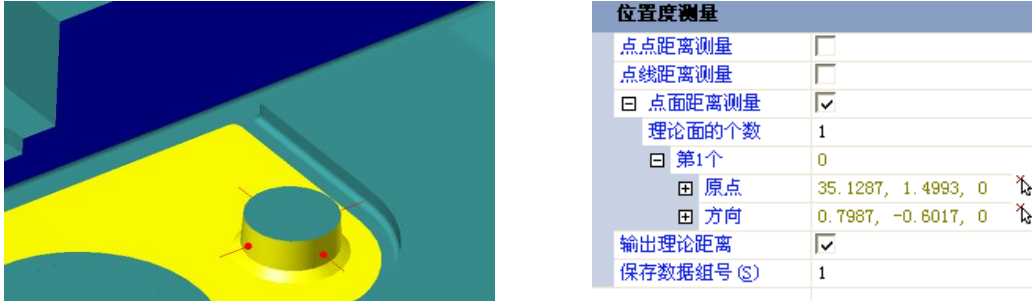 位置度测量
点点距离测量
点线距离测量
点面距离测量
理论面的个数 1
第1个 0
原点 35.1287, 1.4993, 0
方向 0.7987, -0.6017, 0
输出理论距离
保存数据组号(S) 1